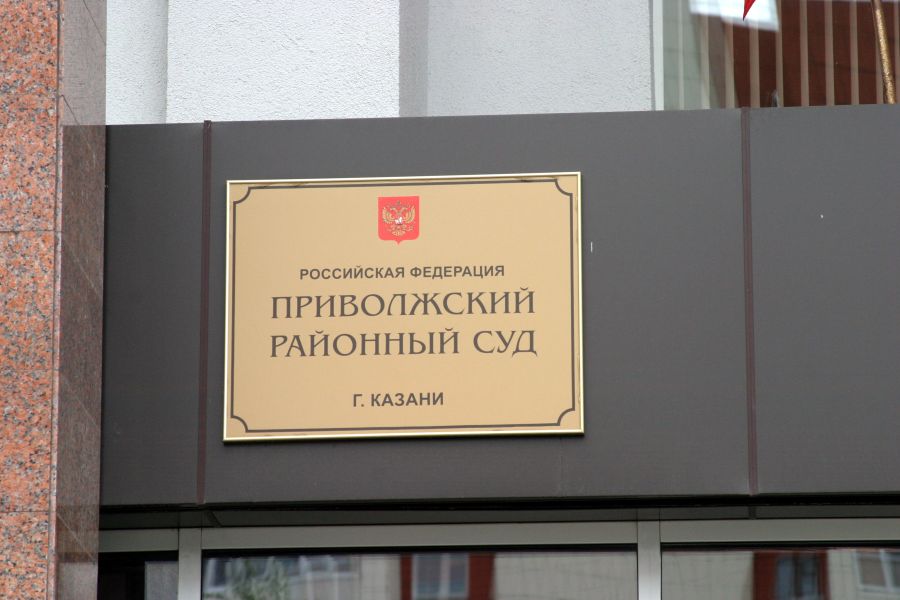 РОССИЙСКАЯ ФЕДЕРАЦИЯ
ПРИВОЛЖСКИЙ
РАЙОННЫЙ СУД
Г. КАЗАНИ